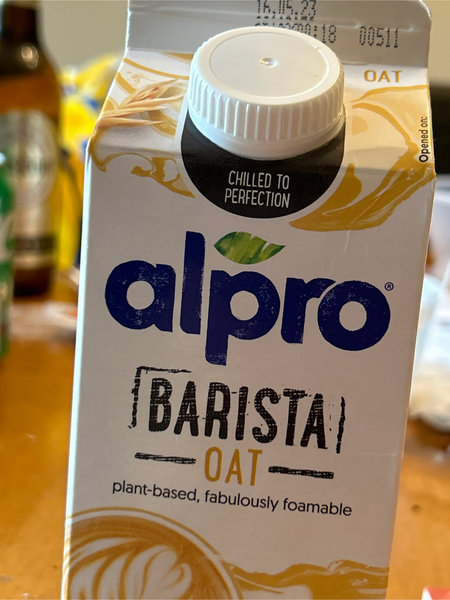 16.05.23
00511
OAT
Opened on:
CHILLED TO
PERFECTION
alpro®
BARISTA
OAT
plant-based, fabulously foamable